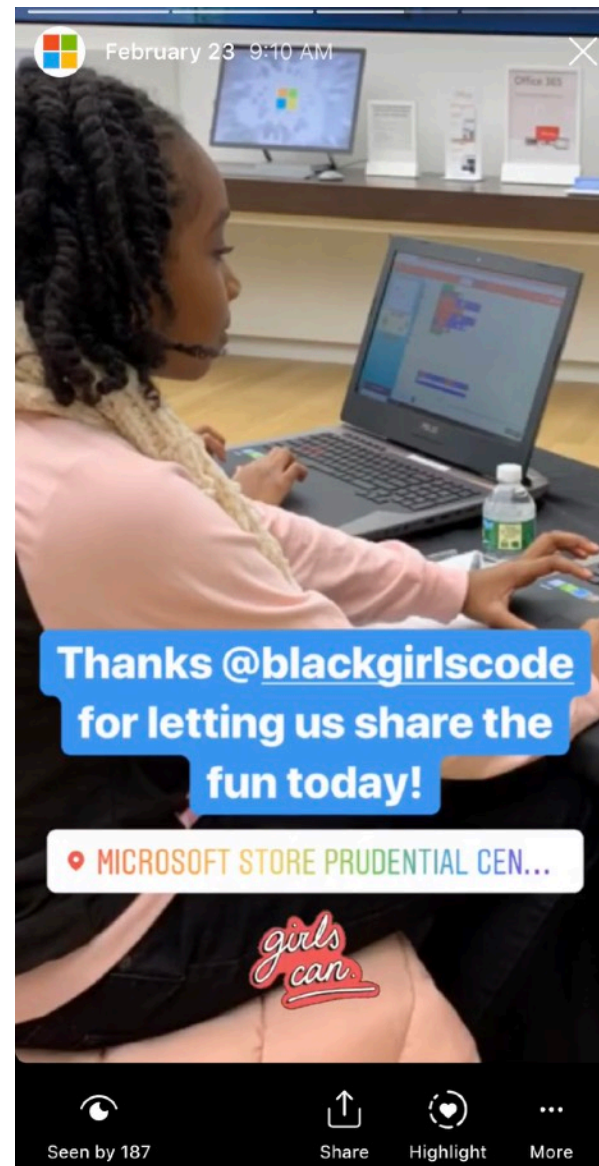 February 23 9:10 AM
Office 365
ASUS
Thanks @blackgirlscode
for letting us share the
fun today!
MICROSOFT STORE PRUDENTIAL CEN...
girls
can.
Seen by 187
Share
Highlight
More